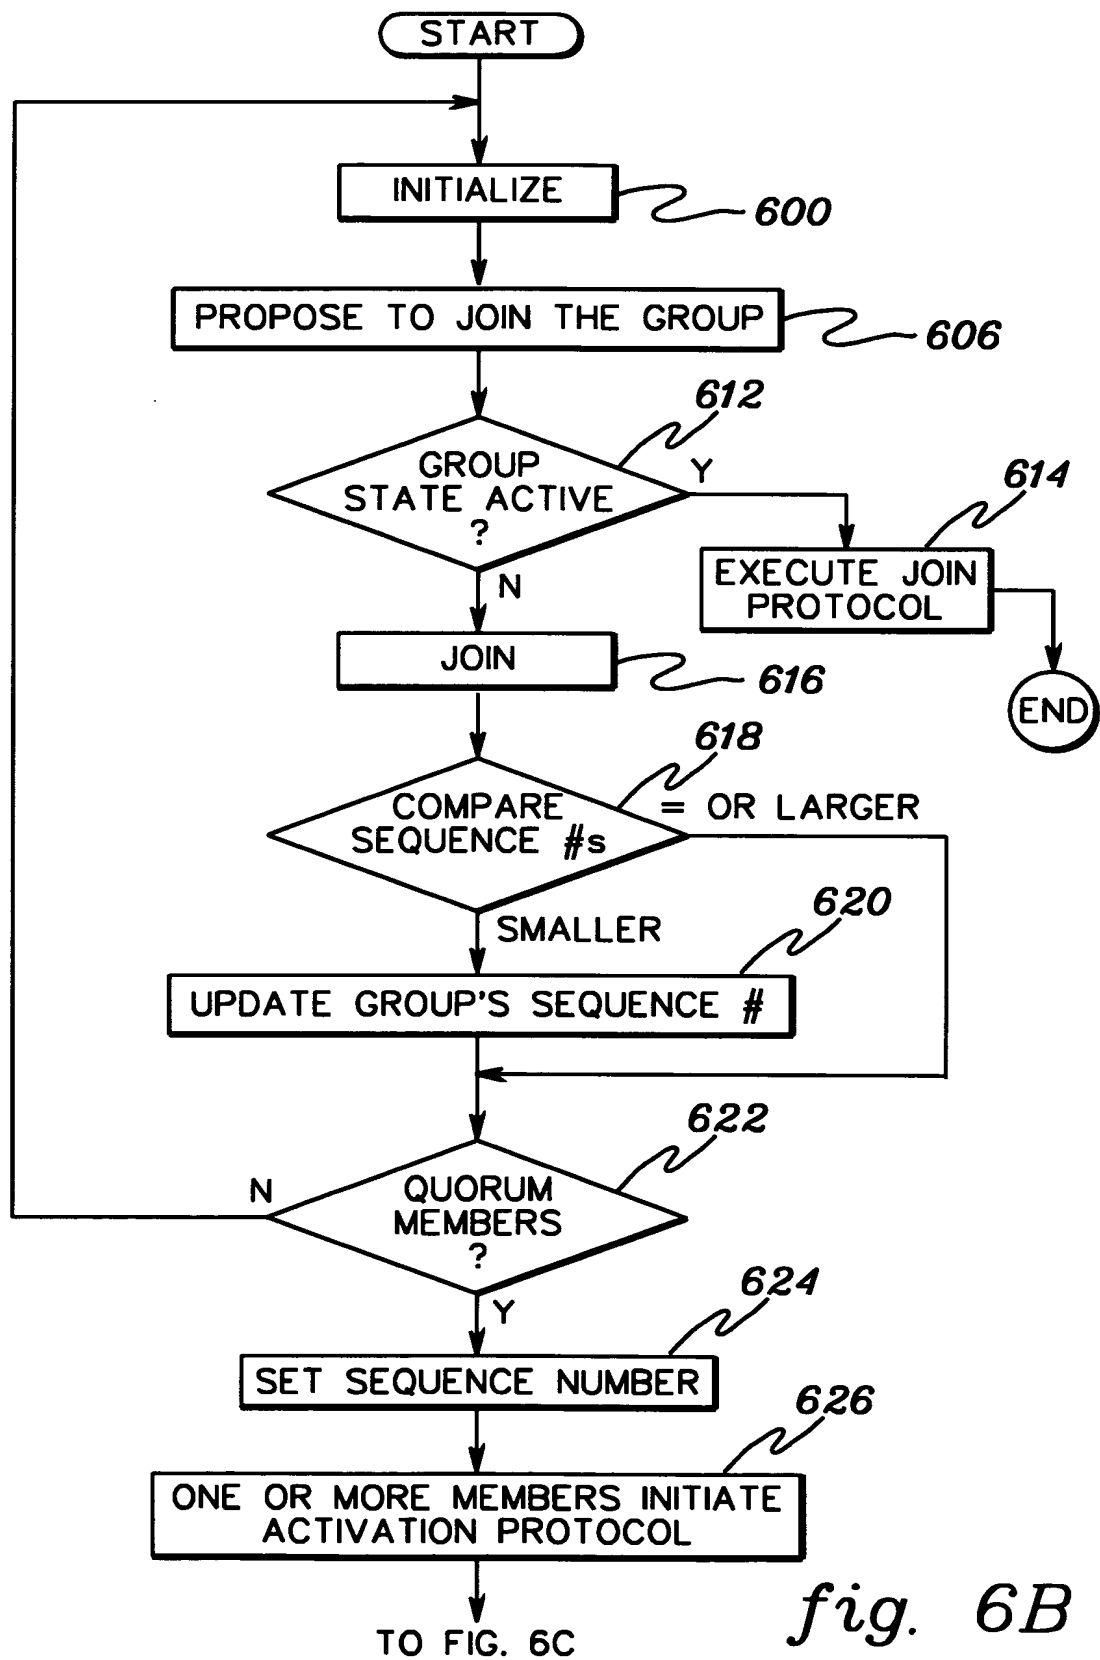 START
INITIALIZE
600
PROPOSE TO JOIN THE GROUP
606
612
GROUP
STATE ACTIVE
?
Y
614
EXECUTE JOIN
PROTOCOL
N
JOIN
616
END
618
COMPARE
SEQUENCE #s
= OR LARGER
SMALLER
620
UPDATE GROUP'S SEQUENCE #
622
QUORUM
MEMBERS
?
N
Y
624
SET SEQUENCE NUMBER
626
ONE OR MORE MEMBERS INITIATE
ACTIVATION PROTOCOL
TO FIG. 6C
fig. 6B